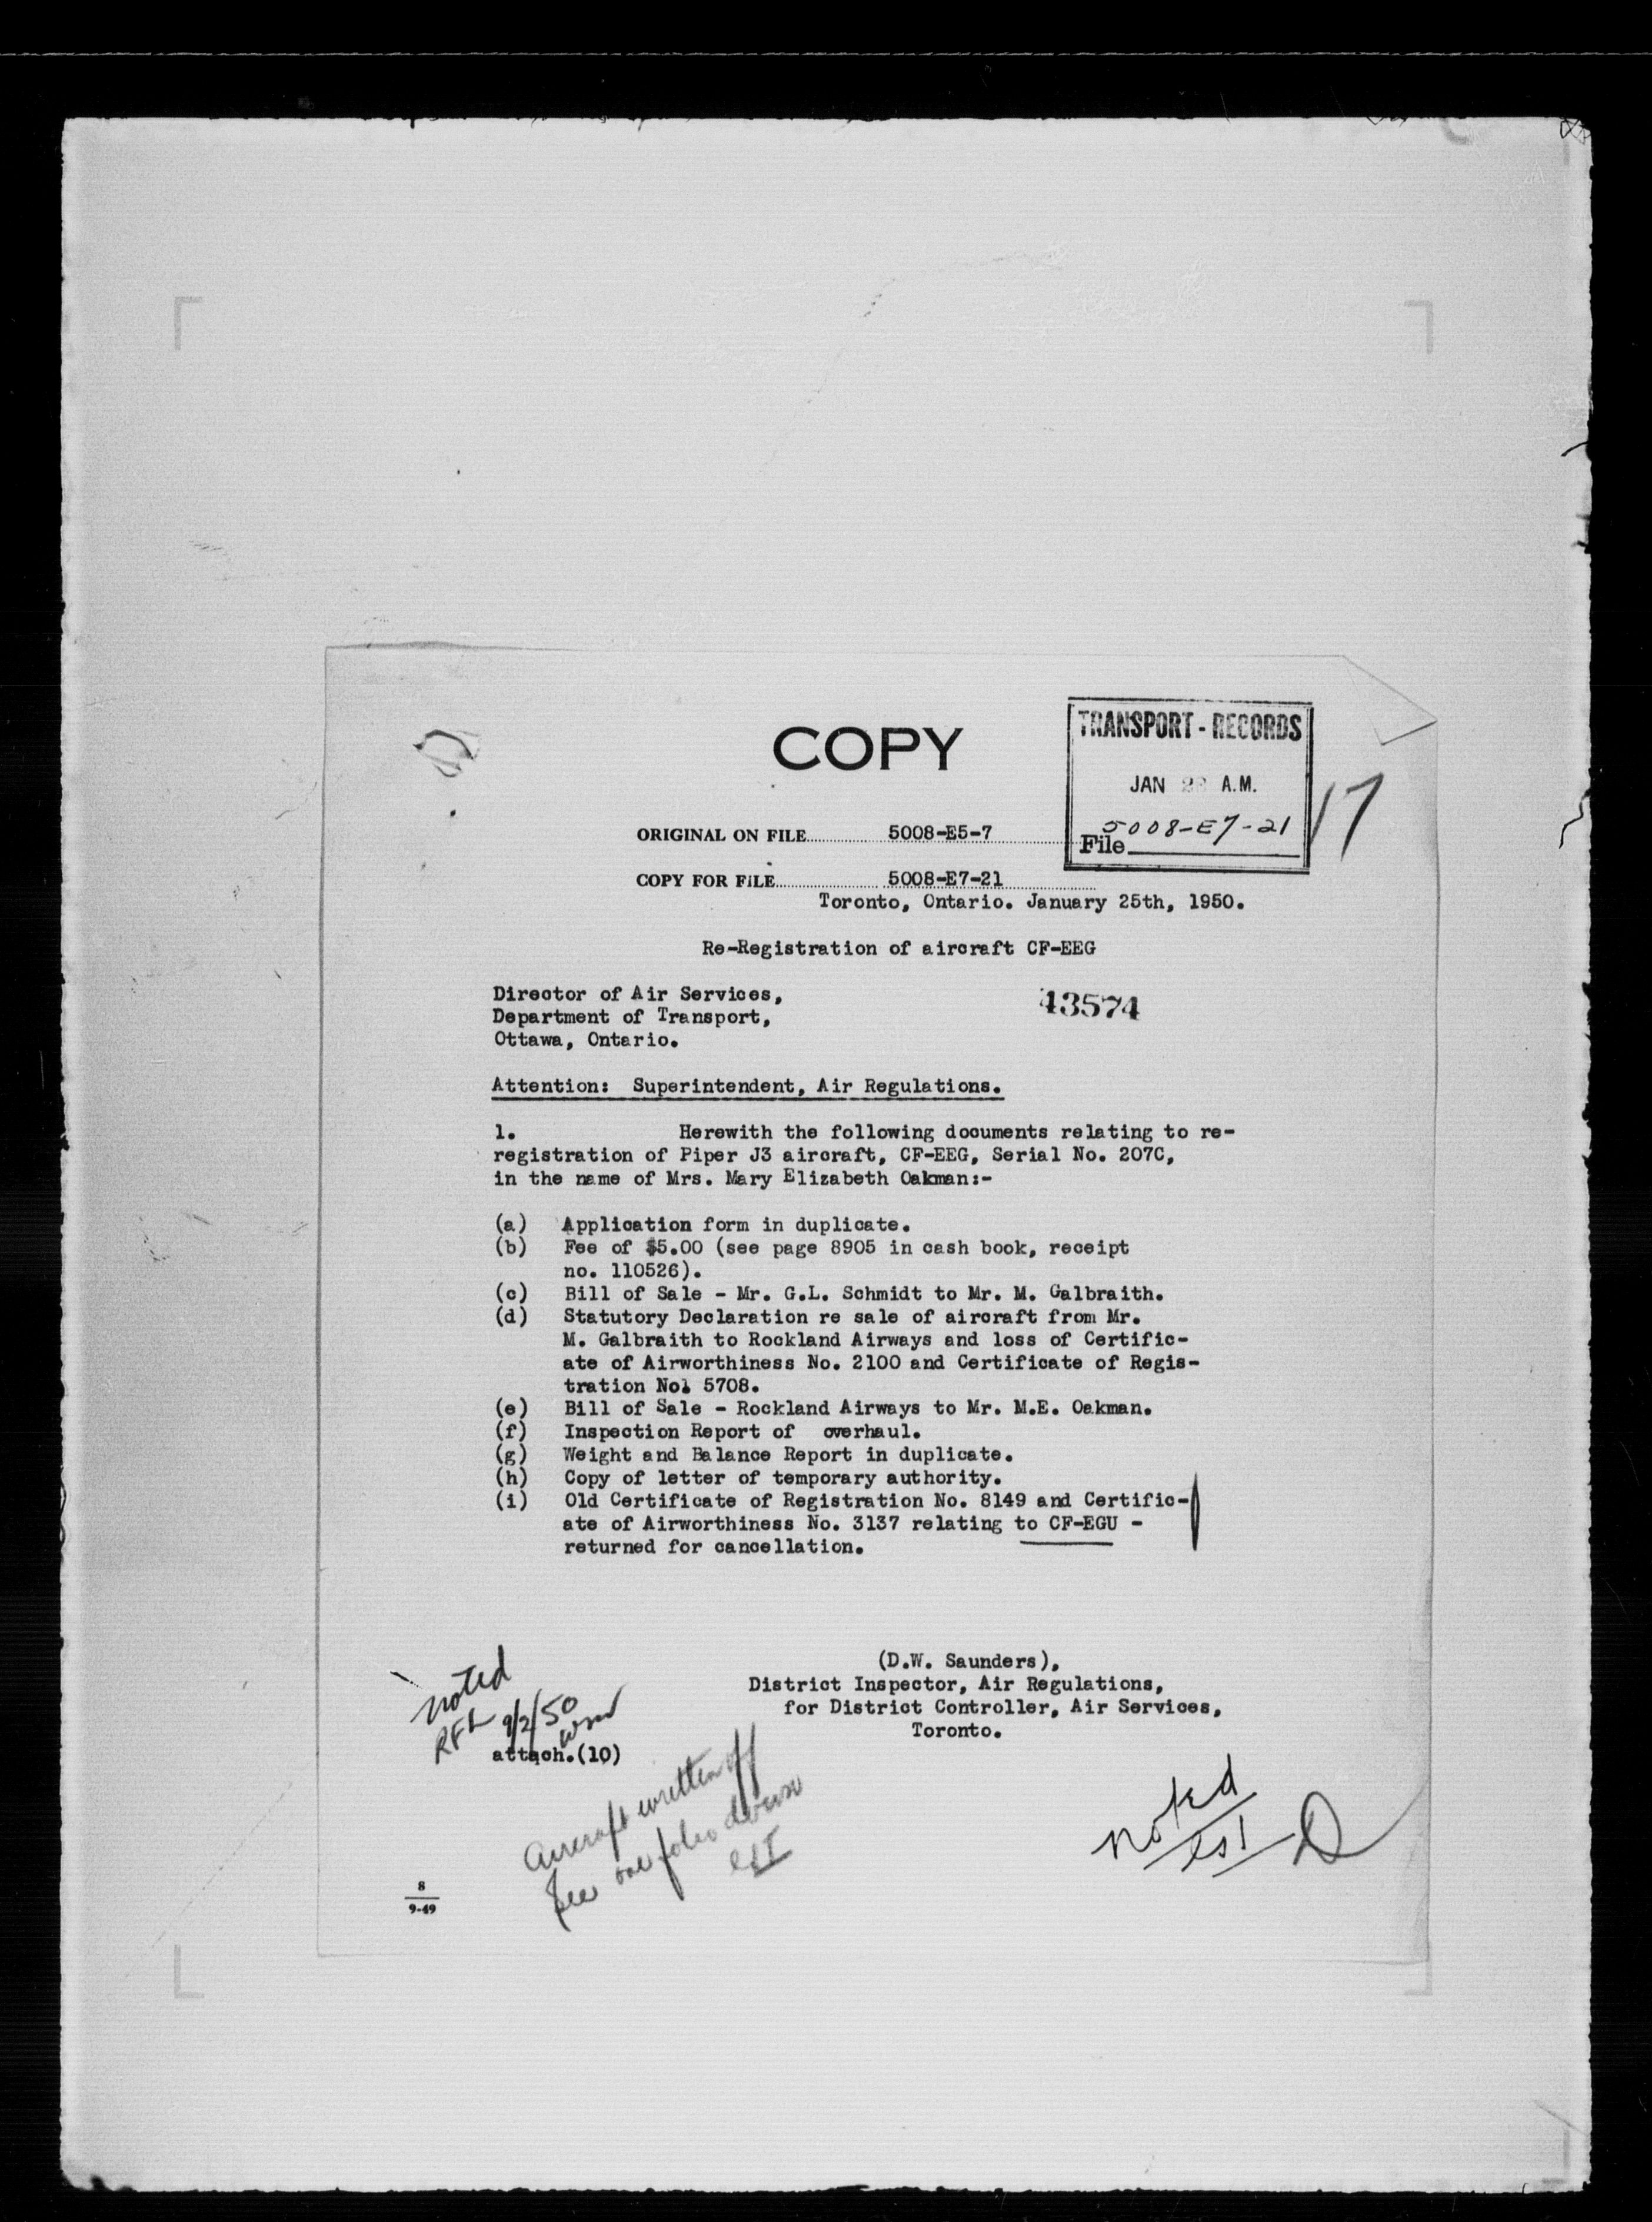 COPY
TRANSPORT - RECORDS
JAN A.M.
5008-E7-21
File
17
ORIGINAL ON FILE 5008-E5-7
COPY FOR FILE 5008-E7-21
Toronto, Ontario. January 25th, 1950.
Re-Registration of aircraft CF-EEG
Director of Air Services,
Department of Transport,
Ottawa, Ontario.
43574
Attention: Superintendent, Air Regulations.
1. Herewith the following documents relating to re-
registration of Piper J3 aircraft, CF-EEG, Serial No. 207C,
in the name of Mrs. Mary Elizabeth Oakman:-
(a) Application form in duplicate.
(b) Fee of $5.00 (see page 8905 in cash book, receipt
no. 110526).
(c) Bill of Sale - Mr. G.L. Schmidt to Mr. M. Galbraith.
(d) Statutory Declaration re sale of aircraft from Mr.
M. Galbraith to Rockland Airways and loss of Certific-
ate of Airworthiness No. 2100 and Certificate of Regis-
tration No. 5708.
(e) Bill of Sale - Rockland Airways to Mr. M.E. Oakman.
(f) Inspection Report of overhaul.
(g) Weight and Balance Report in duplicate.
(h) Copy of letter of temporary authority.
(i) Old Certificate of Registration No. 8149 and Certific-
ate of Airworthiness No. 3137 relating to CF-EGU -
returned for cancellation.
(D.W. Saunders),
District Inspector, Air Regulations,
for District Controller, Air Services,
Toronto.
noted
RFL 9/2/50
attach.(10)
Aircraft written off
See one folio down
noted
8
9-49